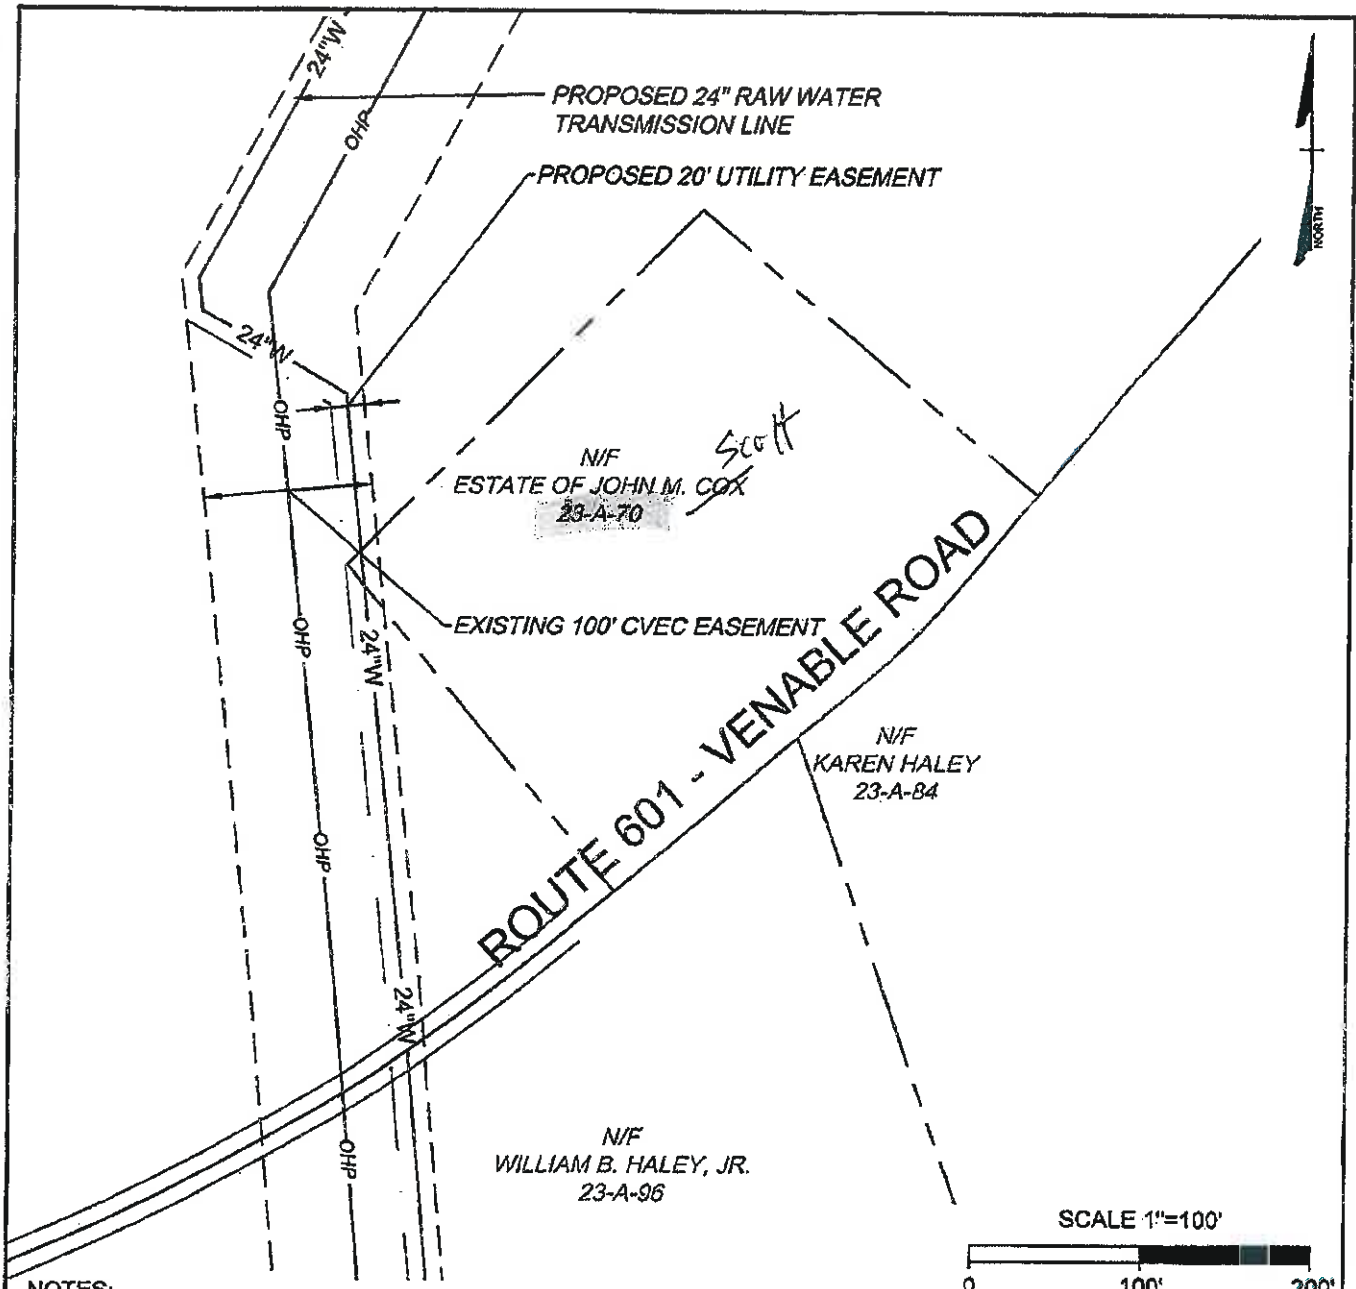 24"W
PROPOSED 24" RAW WATER
TRANSMISSION LINE
OHP
PROPOSED 20' UTILITY EASEMENT
NORTH
24"W
OHP
Scott
N/F
ESTATE OF JOHN M. COX
23-A-70
EXISTING 100' CVEC EASEMENT
OHP
24"W
ROUTE 601 - VENABLE ROAD
N/F
KAREN HALEY
23-A-84
OHP
24"W
OHP
N/F
WILLIAM B. HALEY, JR.
23-A-96
SCALE 1"=100'
0 100' 200'
NOTES: